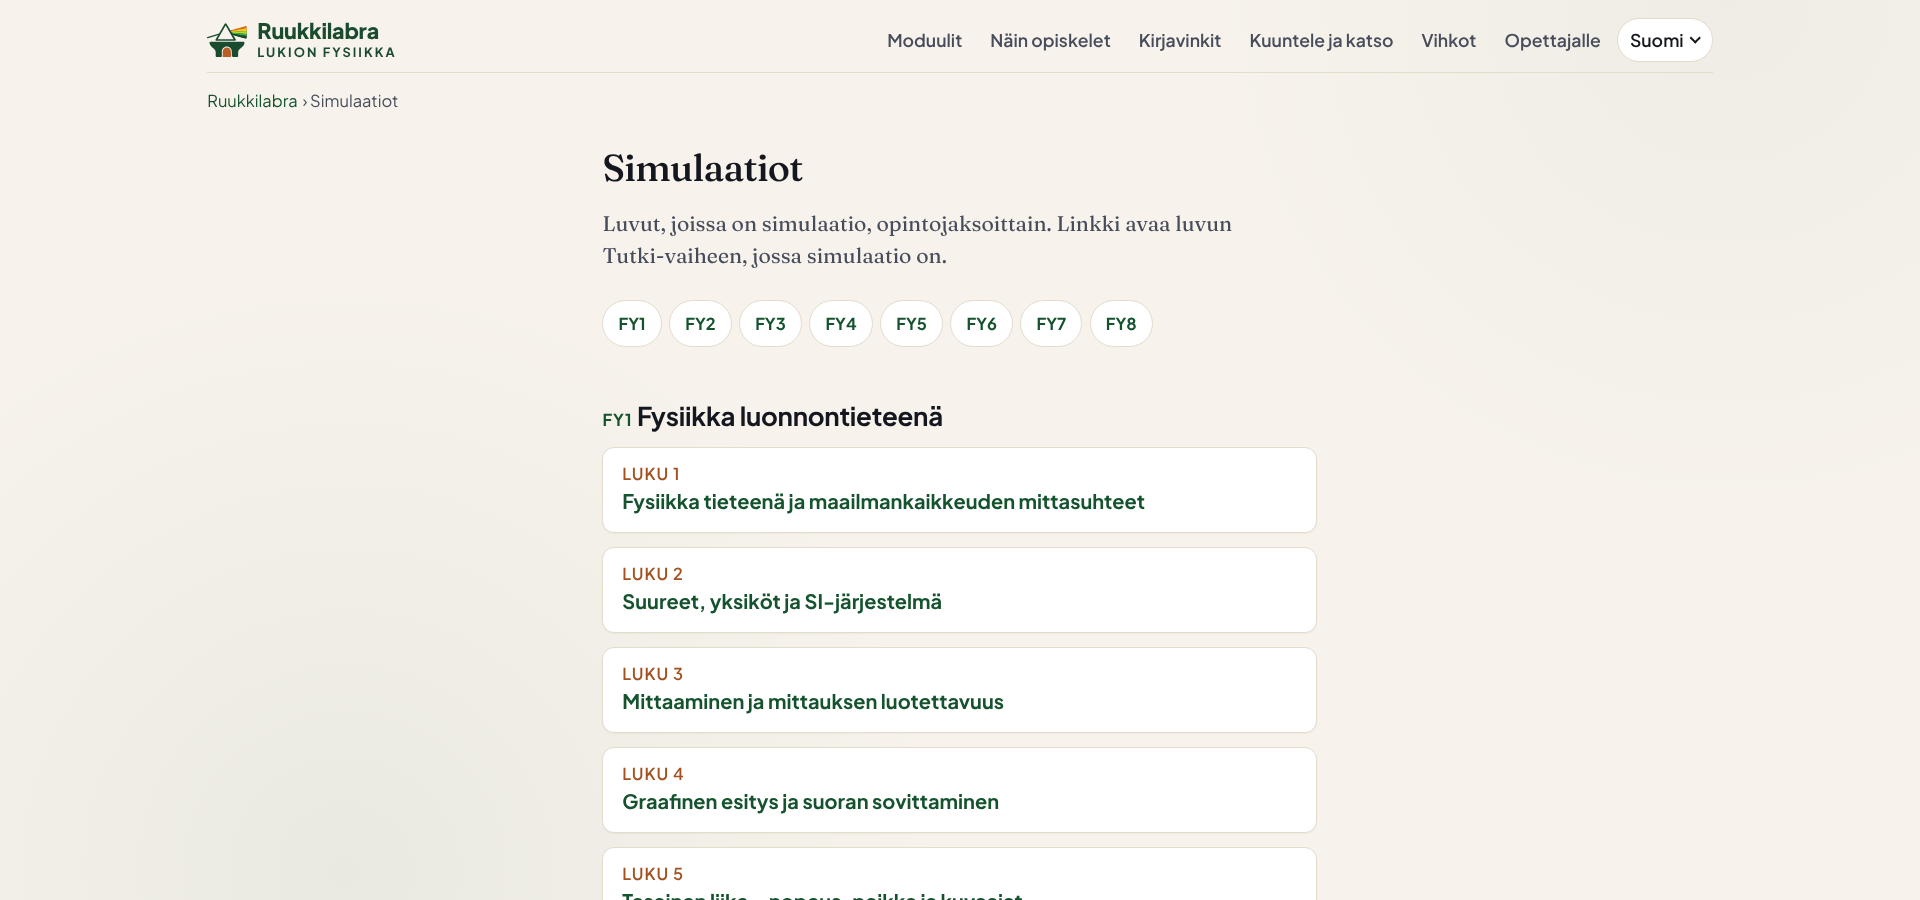 Ruukkilabra
LUKION FYSIIKKA
Moduulit
Näin opiskelet
Kirjavinkit
Kuuntele ja katso
Vihkot
Opettajalle
Suomi
Ruukkilabra › Simulaatiot
Simulaatiot
Luvut, joissa on simulaatio, opintojaksoittain. Linkki avaa luvun
Tutki-vaiheen, jossa simulaatio on.
FY1
FY2
FY3
FY4
FY5
FY6
FY7
FY8
FY1 Fysiikka luonnontieteenä
LUKU 1
Fysiikka tieteenä ja maailmankaikkeuden mittasuhteet
LUKU 2
Suureet, yksiköt ja SI-järjestelmä
LUKU 3
Mittaaminen ja mittauksen luotettavuus
LUKU 4
Graafinen esitys ja suoran sovittaminen
LUKU 5